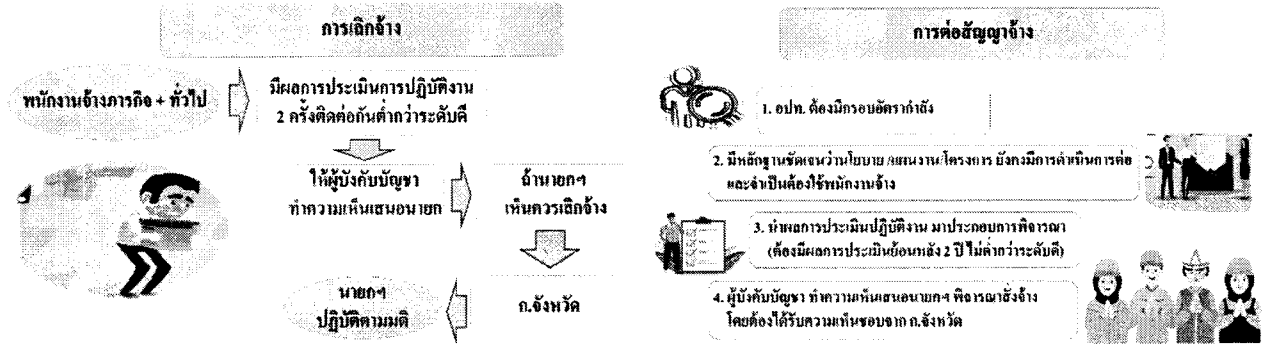 การเลิกจ้าง
พนักงานจ้างภารกิจ + ทั่วไป
มีผลการประเมินการปฏิบัติงาน
2 ครั้งติดต่อกันต่ำกว่าระดับดี
ให้ผู้บังคับบัญชา
ทำความเห็นเสนอนายก
ถ้านายกฯ
เห็นควรเลิกจ้าง
ก.จังหวัด
นายกฯ
ปฏิบัติตามมติ
การต่อสัญญาจ้าง
1. อปท. ต้องมีกรอบอัตรากำลัง
2. มีหลักฐานชัดเจนว่านโยบาย /แผนงาน/โครงการ ยังคงมีการดำเนินการต่อ
และจำเป็นต้องใช้พนักงานจ้าง
3. นำผลการประเมินปฏิบัติงาน มาประกอบการพิจารณา
(ต้องมีผลการประเมินย้อนหลัง 2 ปี ไม่ต่ำกว่าระดับดี)
4. ผู้บังคับบัญชา ทำความเห็นเสนอนายกฯ พิจารณาสั่งจ้าง
โดยต้องได้รับความเห็นชอบจาก ก.จังหวัด